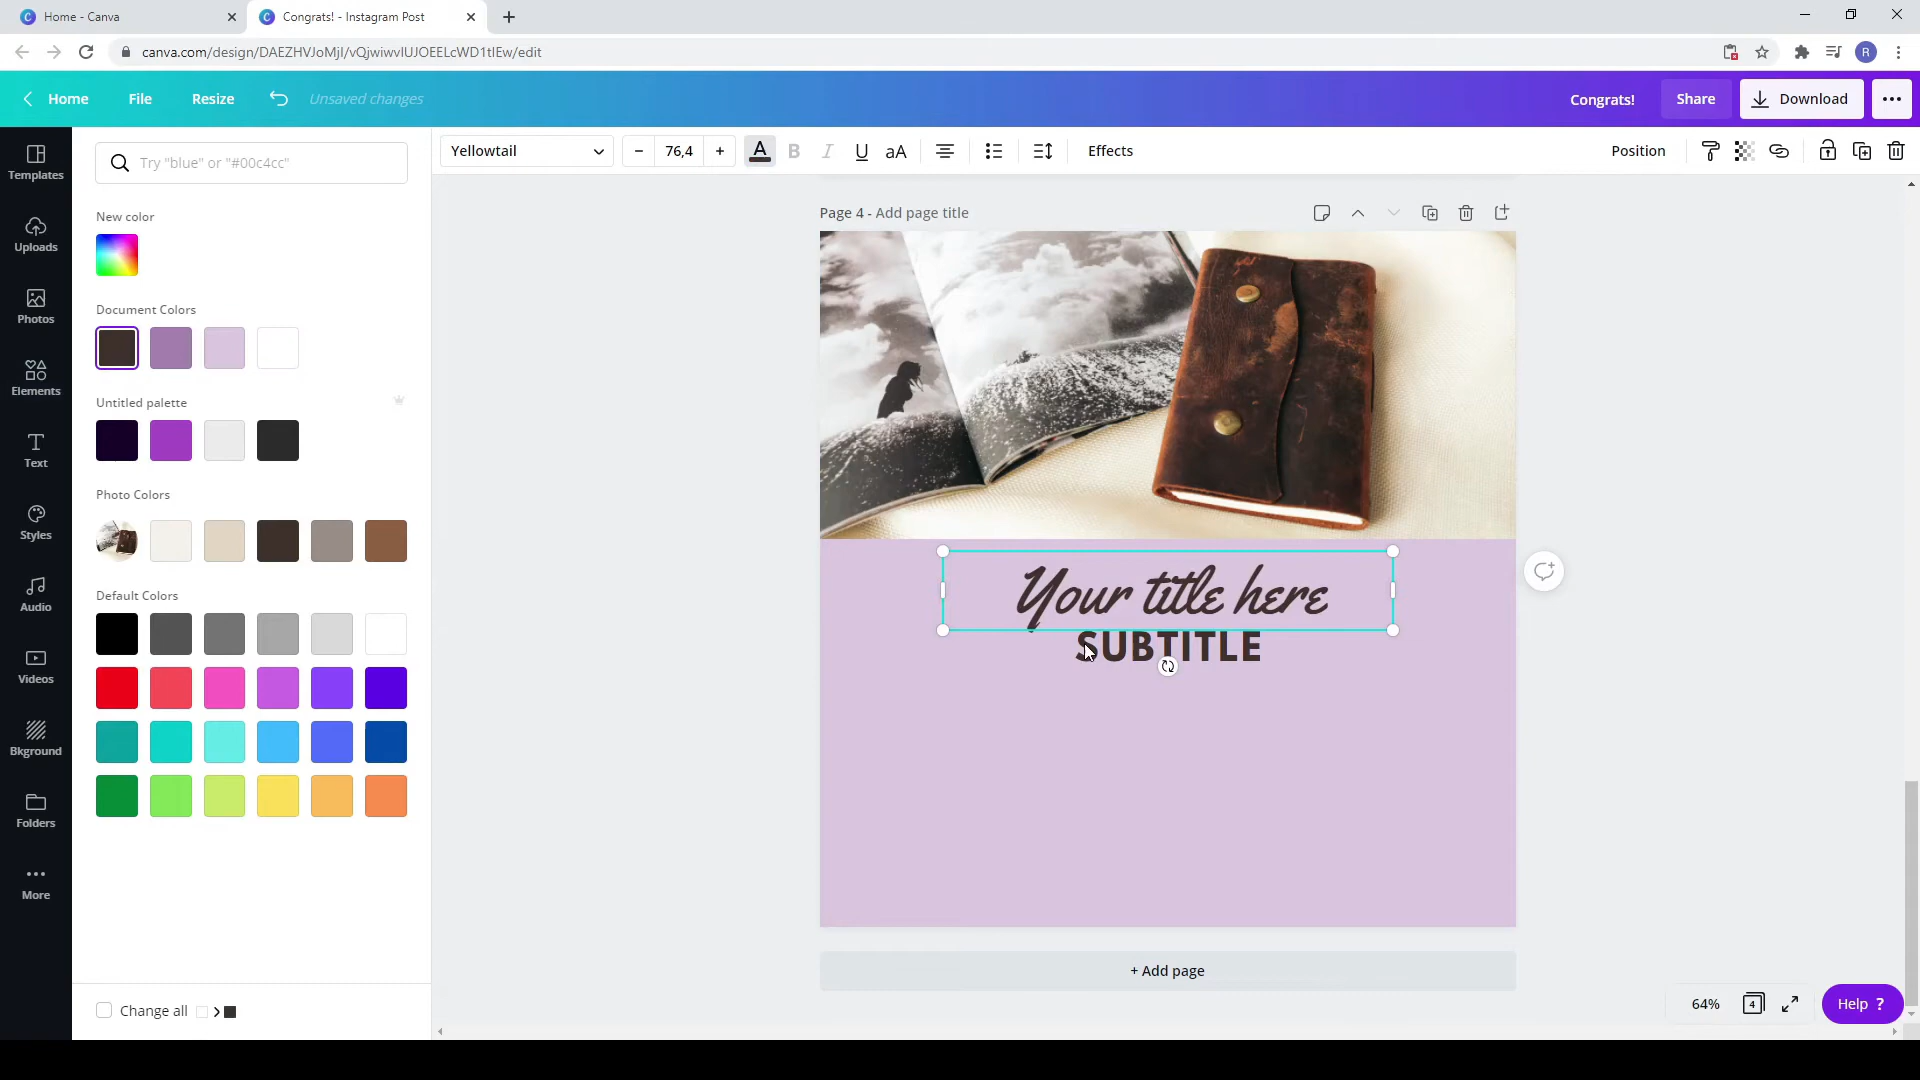 Home - Canva
Congrats! - Instagram Post
canva.com/design/DAEZHVJoMjI/vQjwiwvIUJOEELcWD1tIEw/edit
R
Home
File
Resize
Unsaved changes
Congrats!
Share
Download
Templates
Uploads
Photos
Elements
Text
Styles
Audio
Videos
Bkground
Folders
More
Try "blue" or "#00c4cc"
New color
Document Colors
Untitled palette
Photo Colors
Default Colors
Change all
Yellowtail
76,4
A
B
I
U
aA
Effects
Position
Page 4 - Add page title
Your title here
SUBTITLE
+ Add page
64%
4
Help ?